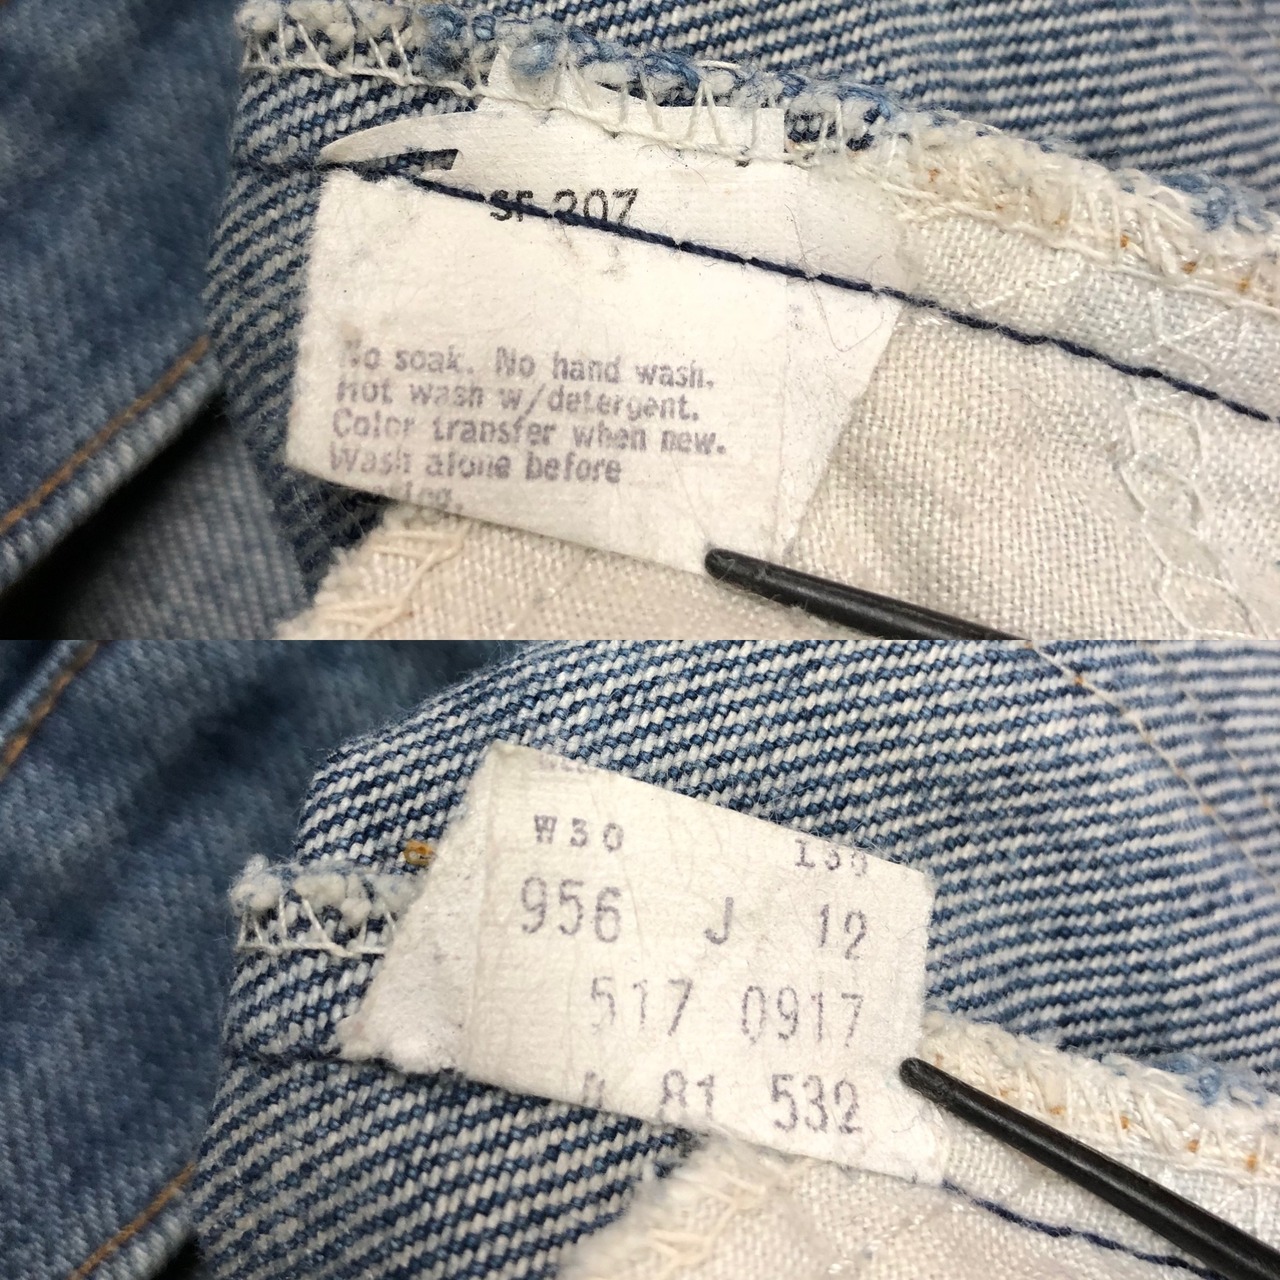 SF 207
No soak. No hand wash.
Hot wash w/detergent.
Color transfer when new.
Wash alone before
W30
956 J 12
517 0917
81 532